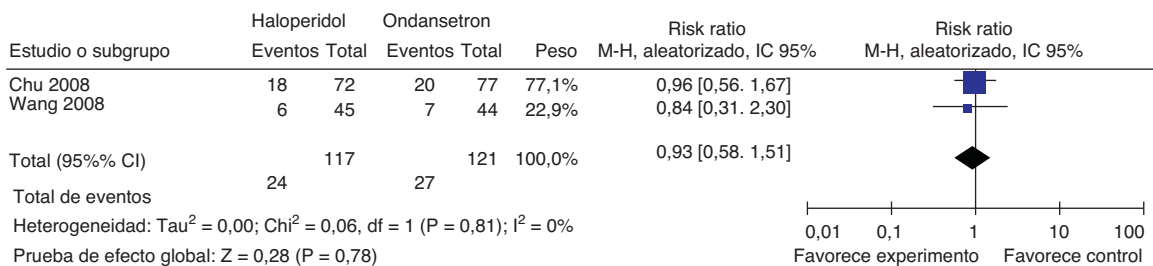 Haloperidol Ondansetron Risk ratio Risk ratio
Estudio o subgrupo Eventos Total Eventos Total Peso M-H, aleatorizado, IC 95% M-H, aleatorizado, IC 95%
Chu 2008 18 72 20 77 77,1% 0,96 [0,56. 1,67]
Wang 2008 6 45 7 44 22,9% 0,84 [0,31. 2,30]
Total (95%% CI) 117 121 100,0% 0,93 [0,58. 1,51]
Total de eventos 24 27
Heterogeneidad: Tau² = 0,00; Chi² = 0,06, df = 1 (P = 0,81); I² = 0%
Prueba de efecto global: Z = 0,28 (P = 0,78)
0,01 0,1 1 10 100
Favorece experimento Favorece control